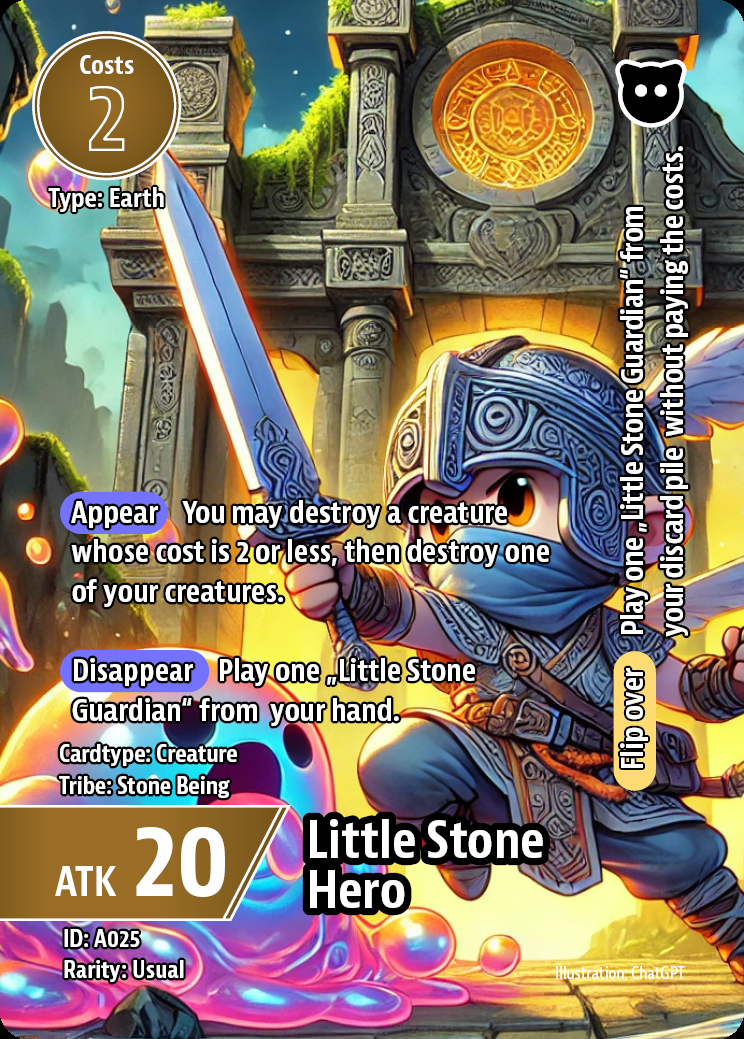 Costs
2
Type: Earth
Appear You may destroy a creature
whose cost is 2 or less, then destroy one
of your creatures.
Disappear Play one „Little Stone
Guardian“ from your hand.
Cardtype: Creature
Tribe: Stone Being
ATK 20
Little Stone
Hero
ID: A025
Rarity: Usual
Flip over Play one „Little Stone Guardian“ from
your discard pile without paying the costs.
Illustration: ChatGPT